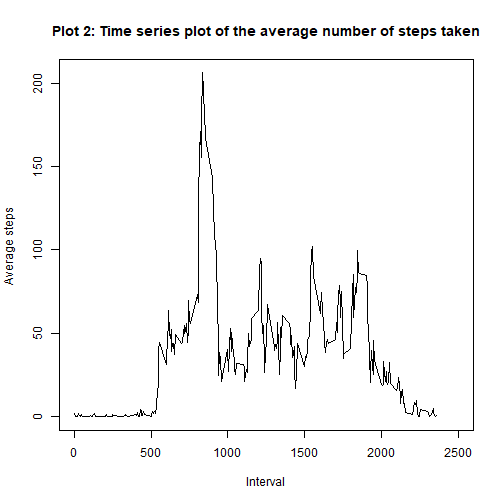 Plot 2: Time series plot of the average number of steps taken
Average steps
200
150
100
50
0
0 500 1000 1500 2000 2500
Interval